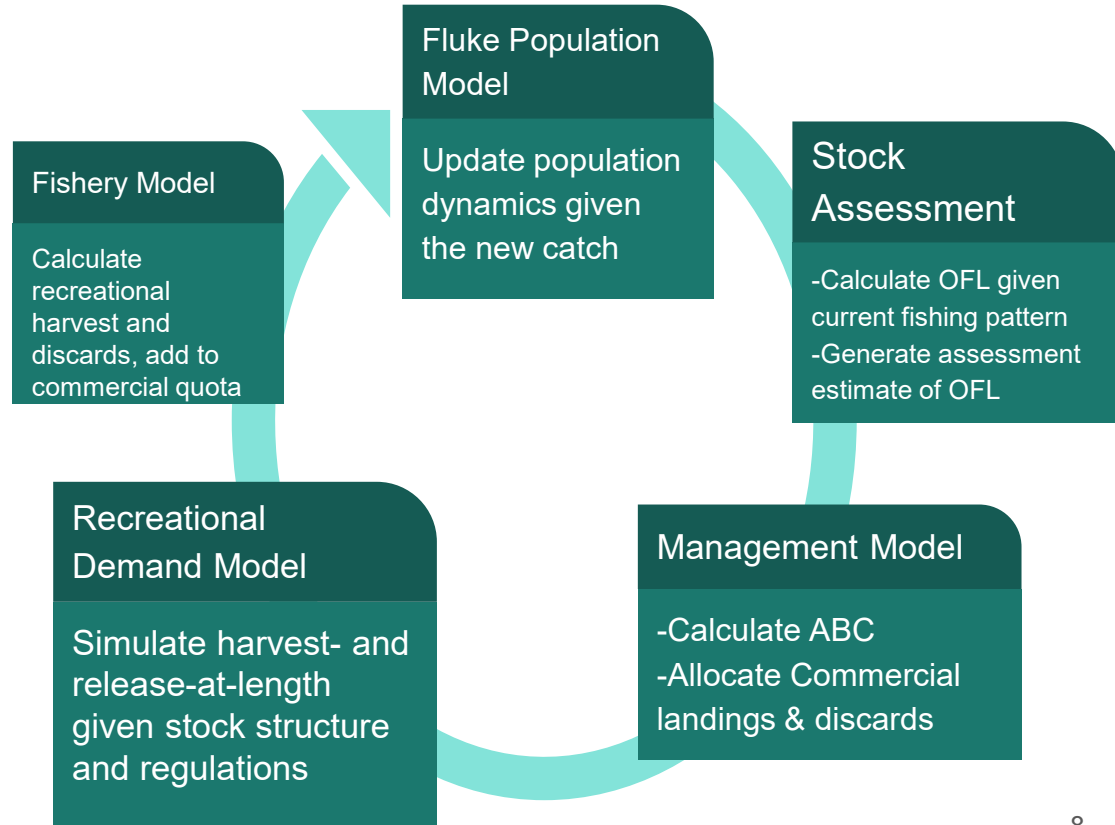 Fluke Population
Model
Update population
dynamics given
the new catch
Stock
Assessment
-Calculate OFL given
current fishing pattern
-Generate assessment
estimate of OFL
Management Model
-Calculate ABC
-Allocate Commercial
landings & discards
Recreational
Demand Model
Simulate harvest- and
release-at-length
given stock structure
and regulations
Fishery Model
Calculate
recreational
harvest and
discards, add to
commercial quota
8